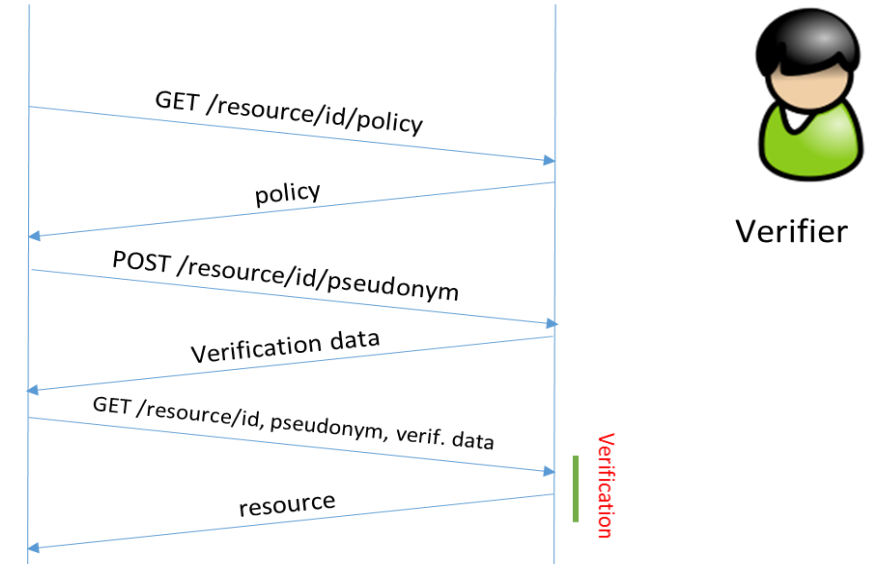 GET /resource/id/policy
policy
Verifier
POST /resource/id/pseudonym
Verification data
GET /resource/id, pseudonym, verif. data
Verification
resource